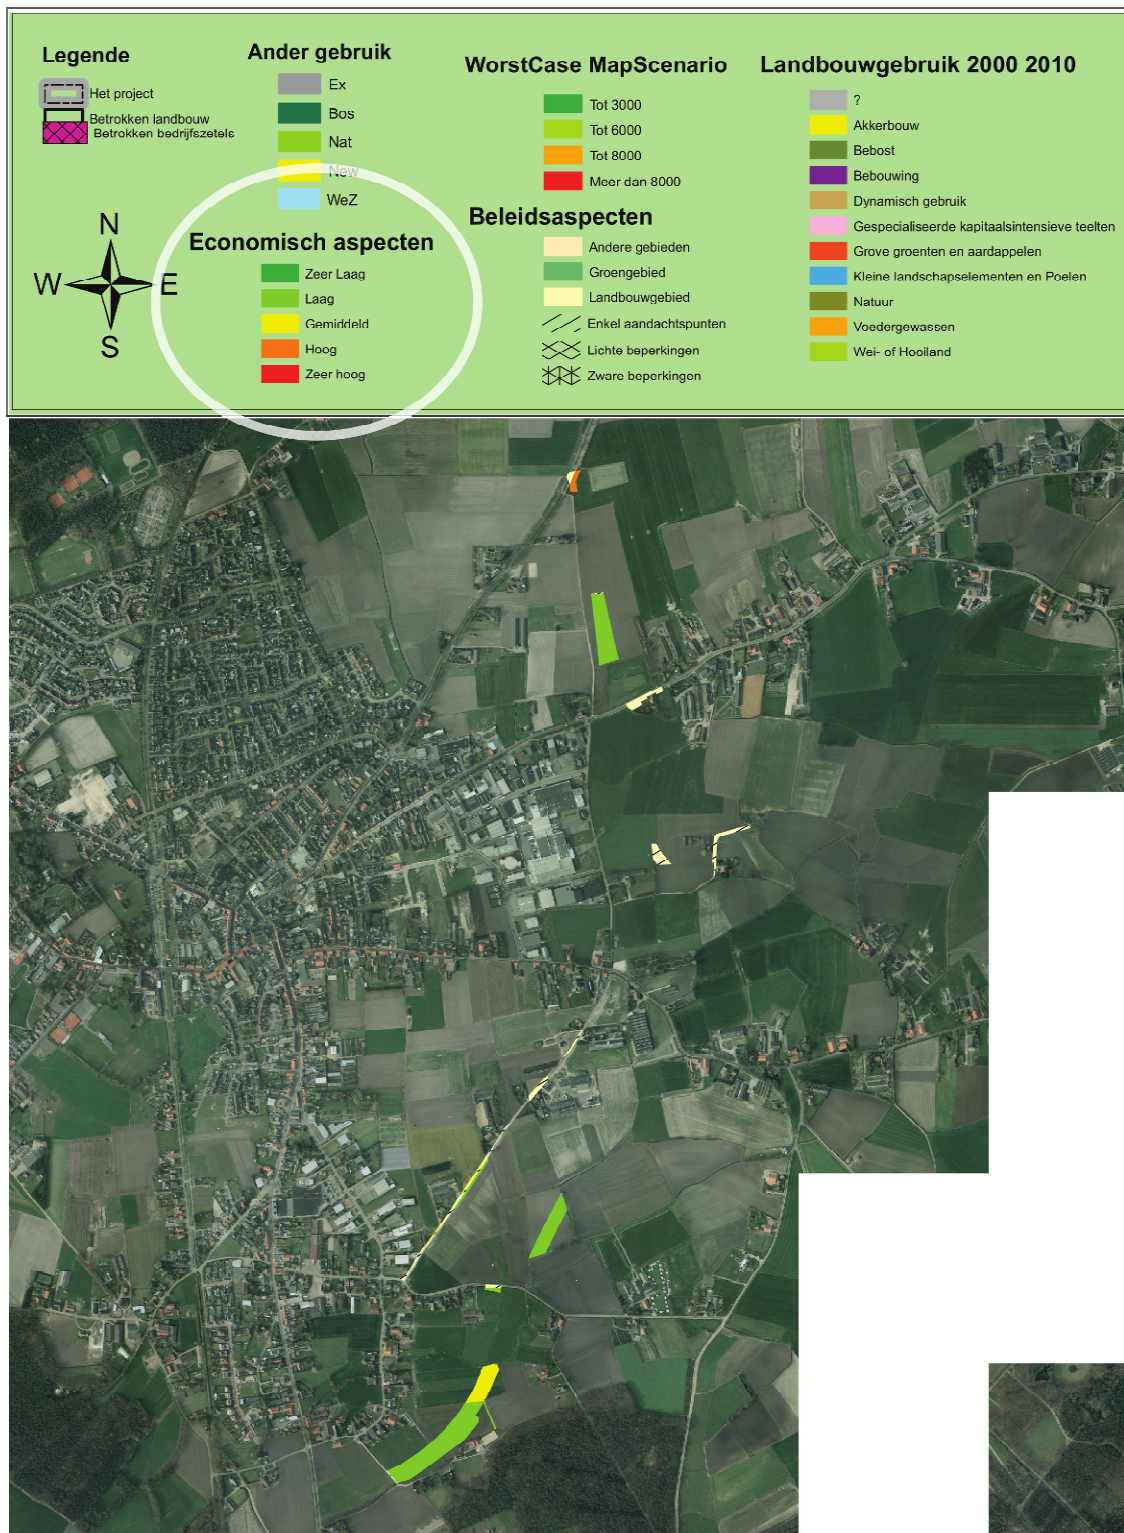 Legende
Het project
Betrokken landbouw
Betrokken bedrijfszetels
N
W
E
S
Ander gebruik
Ex
Bos
Nat
New
WeZ
Economisch aspecten
Zeer Laag
Laag
Gemiddeld
Hoog
Zeer hoog
WorstCase MapScenario
Tot 3000
Tot 6000
Tot 8000
Meer dan 8000
Beleidsaspecten
Andere gebieden
Groengebied
Landbouwgebied
Enkel aandachtspunten
Lichte beperkingen
Zware beperkingen
Landbouwgebruik 2000 2010
?
Akkerbouw
Bebost
Bebouwing
Dynamisch gebruik
Gespecialiseerde kapitaalsintensieve teelten
Grove groenten en aardappelen
Kleine landschapselementen en Poelen
Natuur
Voedergewassen
Wei- of Hooiland